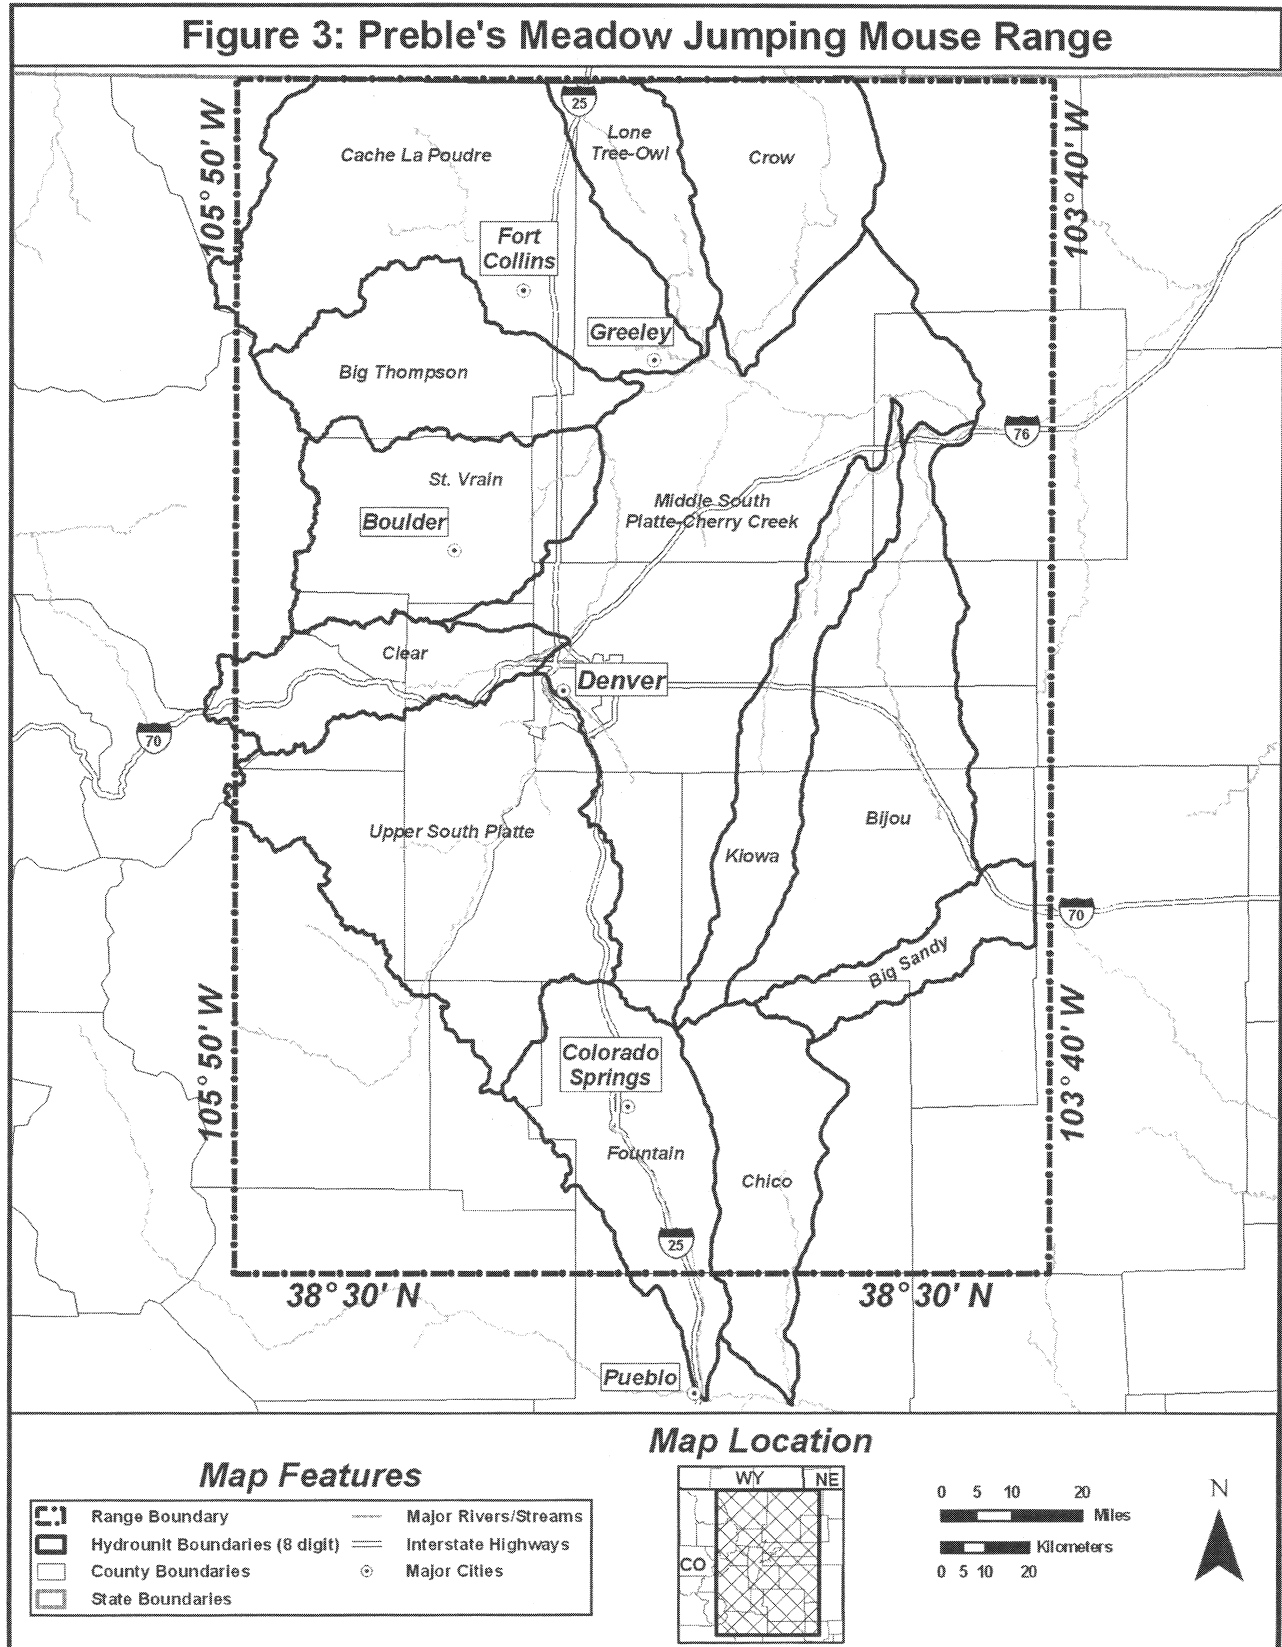 Figure 3: Preble's Meadow Jumping Mouse Range
105° 50' W
103° 40' W
25
Cache La Poudre
Lone
Tree-Owl
Crow
Fort
Collins
Greeley
Big Thompson
76
St. Vrain
Boulder
Middle South
Platte-Cherry Creek
Clear
Denver
70
Upper South Platte
Bijou
Kiowa
70
Big Sandy
105° 50' W
103° 40' W
Colorado
Springs
Fountain
Chico
25
38° 30' N
38° 30' N
Pueblo
Map Features
Range Boundary
Hydrounit Boundaries (8 digit)
County Boundaries
State Boundaries
Major Rivers/Streams
Interstate Highways
Major Cities
Map Location
WY
NE
CO
0 5 10 20
Miles
Kilometers
0 5 10 20
N